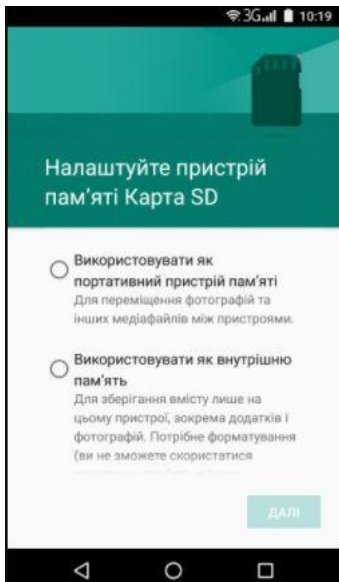 3G 10:19
Налаштуйте пристрій
пам’яті Карта SD
Використовувати як
портативний пристрій пам’яті
Для переміщення фотографій та
інших медіафайлів між пристроями.
Використовувати як внутрішню
пам’ять
Для зберігання вмісту лише на
цьому пристрої, зокрема додатків і
фотографій. Потрібне форматування
(ви не зможете скористатися
ДАЛІ